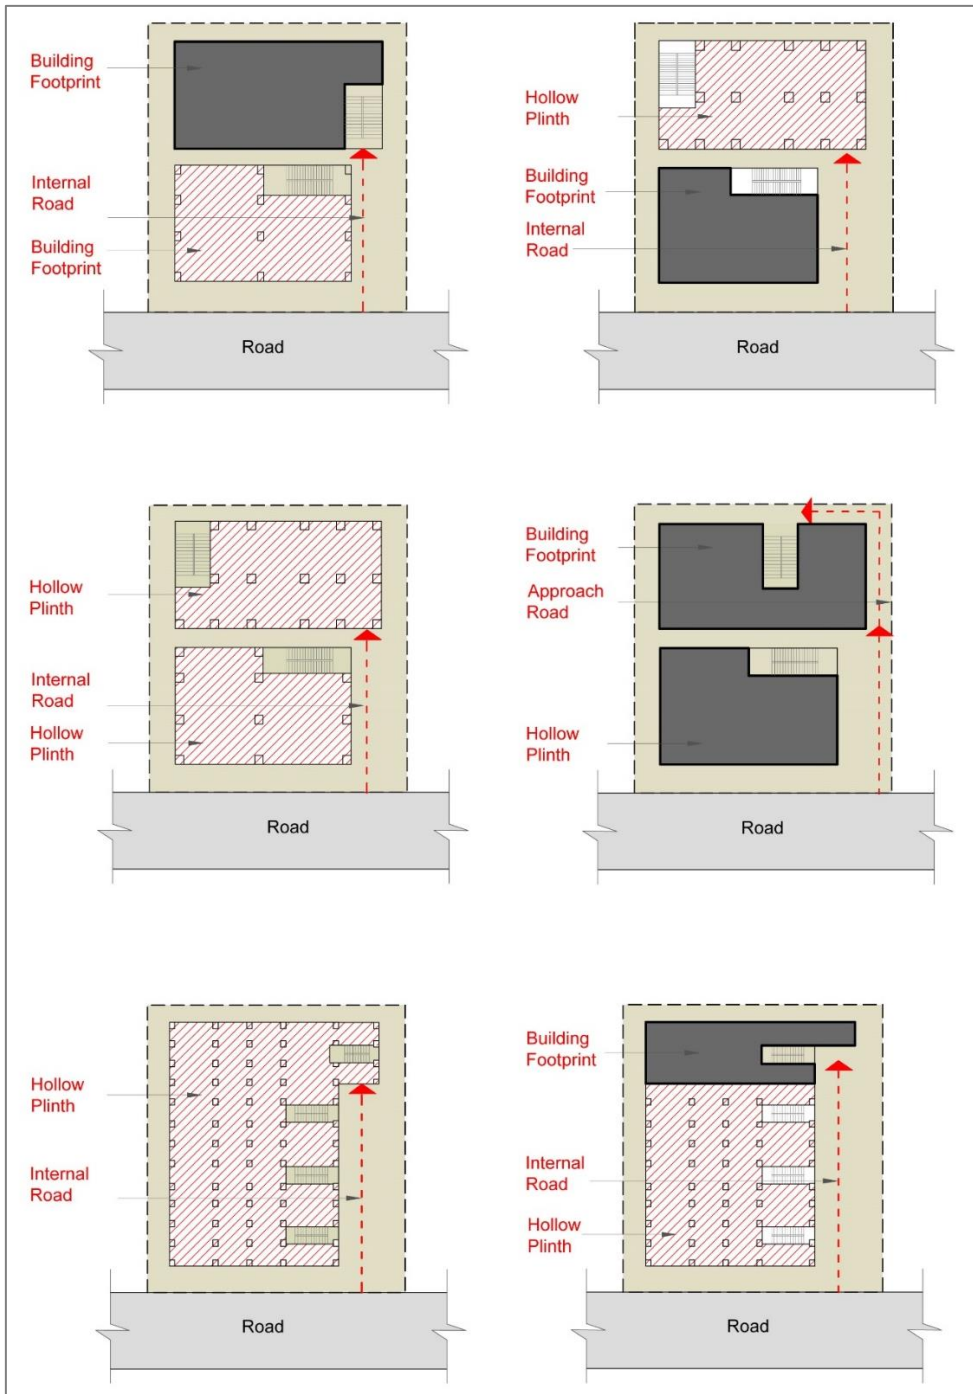 Building
Footprint
Internal
Road
Building
Footprint
Road
Hollow
Plinth
Building
Footprint
Internal
Road
Road
Hollow
Plinth
Internal
Road
Hollow
Plinth
Road
Building
Footprint
Approach
Road
Hollow
Plinth
Road
Hollow
Plinth
Internal
Road
Road
Building
Footprint
Internal
Road
Hollow
Plinth
Road